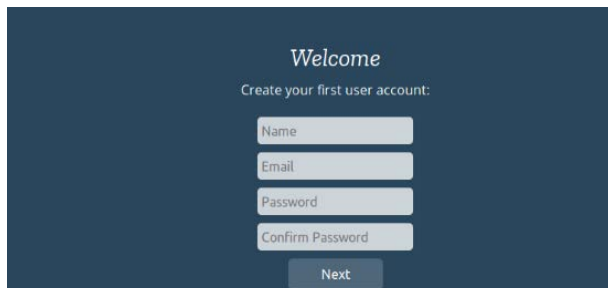 Welcome
Create your first user account:
Name
Email
Password
Confirm Password
Next